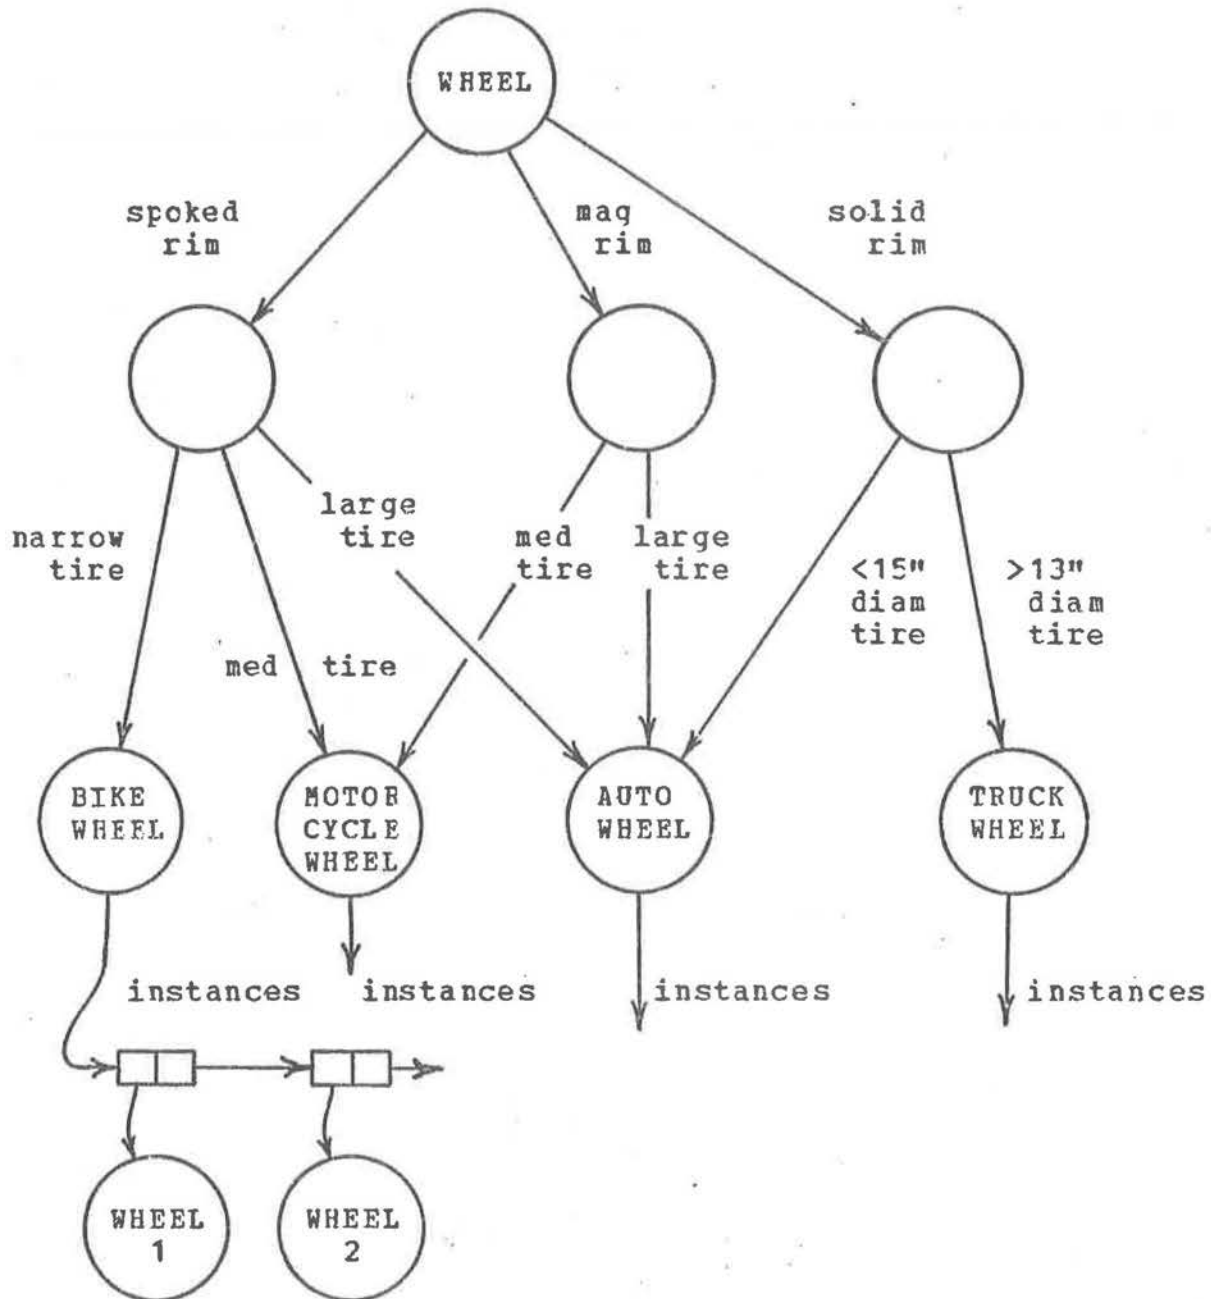 WHEEL
spoked
rim
mag
rim
solid
rim
large
tire
narrow
tire
med
tire
large
tire
<15"
diam
tire
>13"
diam
tire
med tire
BIKE
WHEEL
MOTOR
CYCLE
WHEEL
AUTO
WHEEL
TRUCK
WHEEL
instances
instances
instances
instances
WHEEL
1
WHEEL
2